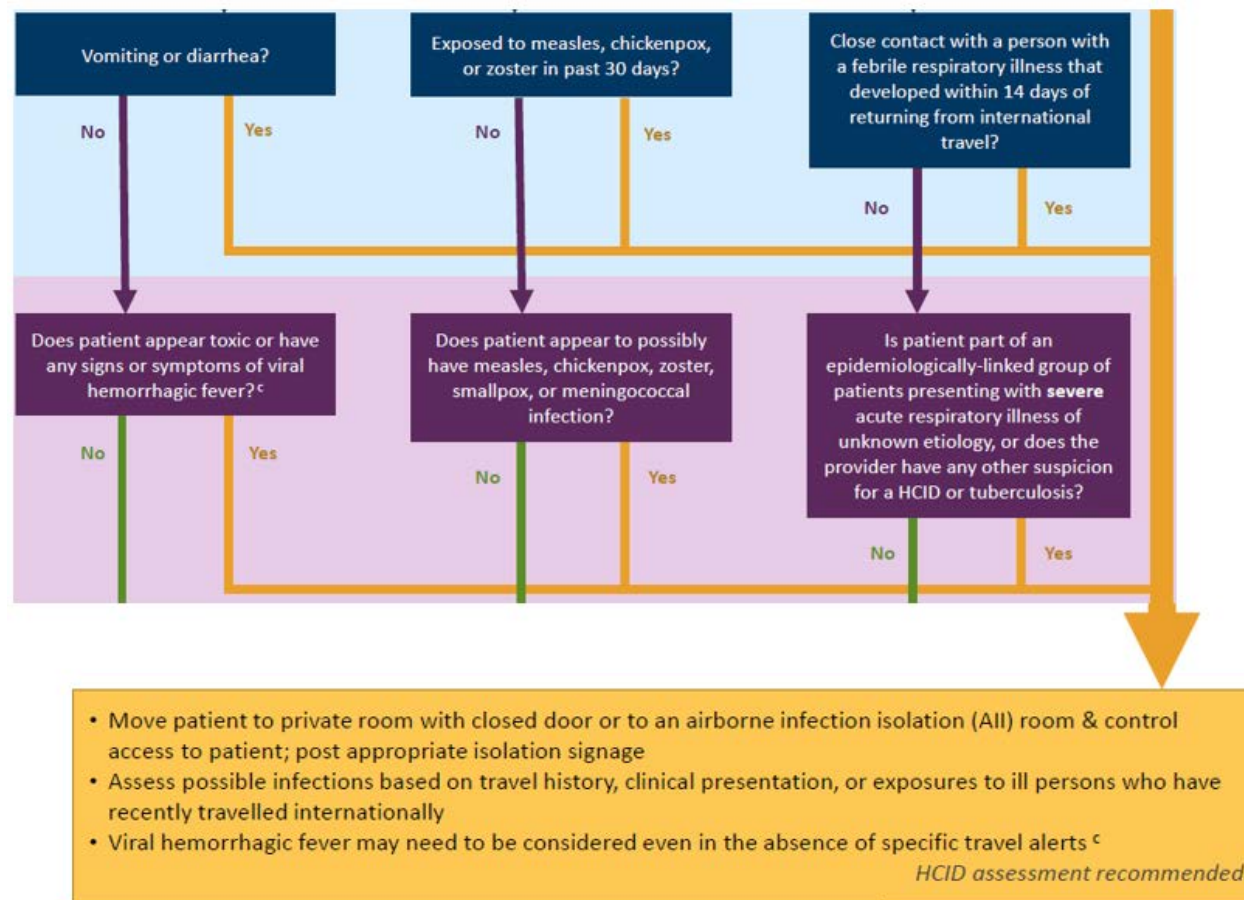 Vomiting or diarrhea?
No
Yes
Exposed to measles, chickenpox,
or zoster in past 30 days?
No
Yes
Close contact with a person with
a febrile respiratory illness that
developed within 14 days of
returning from international
travel?
No
Yes
Does patient appear toxic or have
any signs or symptoms of viral
hemorrhagic fever? c
No
Yes
Does patient appear to possibly
have measles, chickenpox, zoster,
smallpox, or meningococcal
infection?
No
Yes
Is patient part of an
epidemiologically-linked group of
patients presenting with severe
acute respiratory illness of
unknown etiology, or does the
provider have any other suspicion
for a HCID or tuberculosis?
No
Yes
• Move patient to private room with closed door or to an airborne infection isolation (AII) room & control
access to patient; post appropriate isolation signage
• Assess possible infections based on travel history, clinical presentation, or exposures to ill persons who have
recently travelled internationally
• Viral hemorrhagic fever may need to be considered even in the absence of specific travel alerts c
HCID assessment recommended